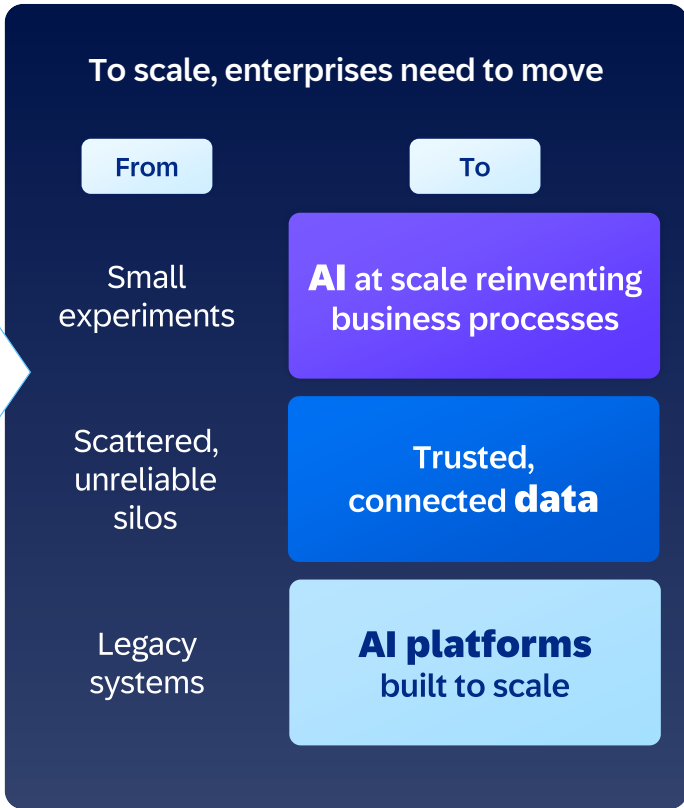 To scale, enterprises need to move
From
To
Small
experiments
AI at scale reinventing
business processes
Scattered,
unreliable
silos
Trusted,
connected data
Legacy
systems
AI platforms
built to scale